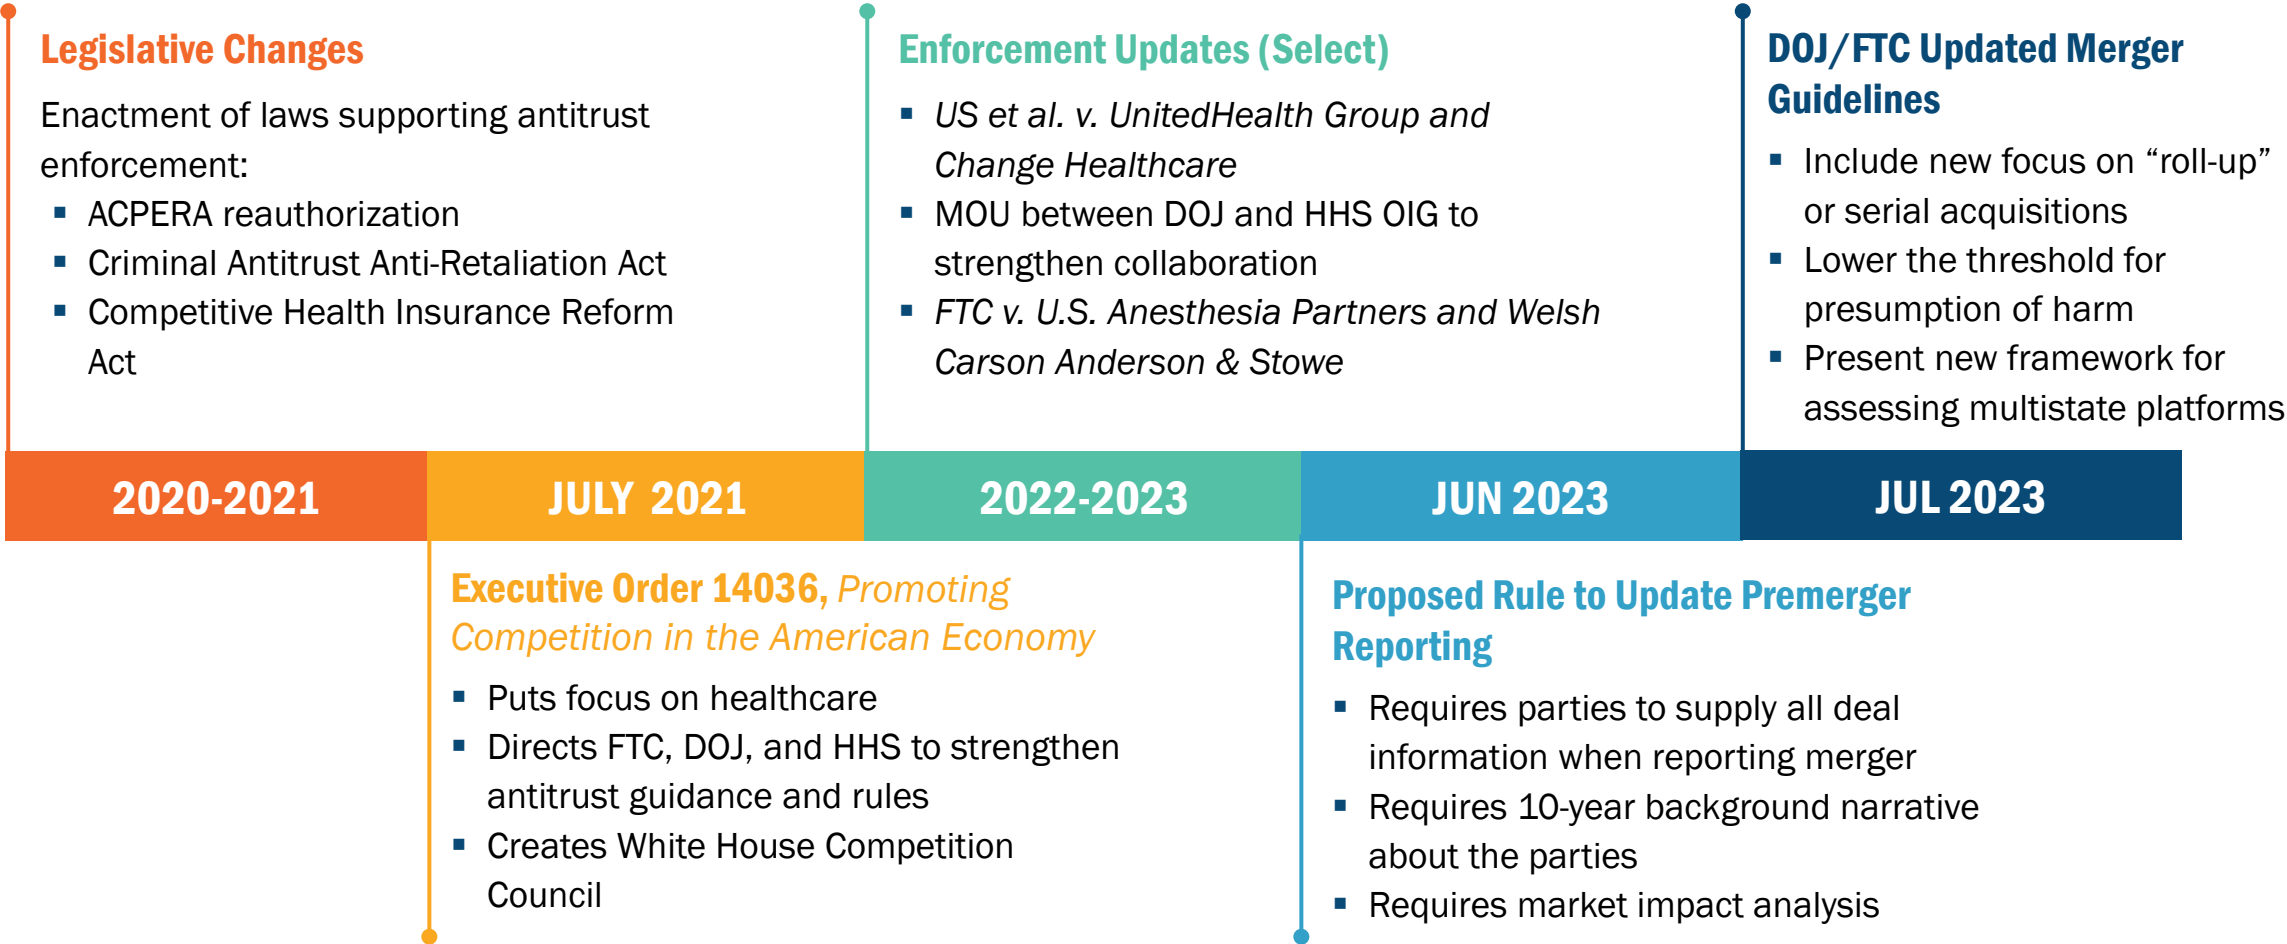 Legislative Changes
Enactment of laws supporting antitrust
enforcement:
▪ ACPERA reauthorization
▪ Criminal Antitrust Anti-Retaliation Act
▪ Competitive Health Insurance Reform
Act
Enforcement Updates (Select)
▪ US et al. v. UnitedHealth Group and
Change Healthcare
▪ MOU between DOJ and HHS OIG to
strengthen collaboration
▪ FTC v. U.S. Anesthesia Partners and Welsh
Carson Anderson & Stowe
DOJ/FTC Updated Merger
Guidelines
▪ Include new focus on “roll-up”
or serial acquisitions
▪ Lower the threshold for
presumption of harm
▪ Present new framework for
assessing multistate platforms
2020-2021
JULY 2021
2022-2023
JUN 2023
JUL 2023
Executive Order 14036, Promoting
Competition in the American Economy
▪ Puts focus on healthcare
▪ Directs FTC, DOJ, and HHS to strengthen
antitrust guidance and rules
▪ Creates White House Competition
Council
Proposed Rule to Update Premerger
Reporting
▪ Requires parties to supply all deal
information when reporting merger
▪ Requires 10-year background narrative
about the parties
▪ Requires market impact analysis